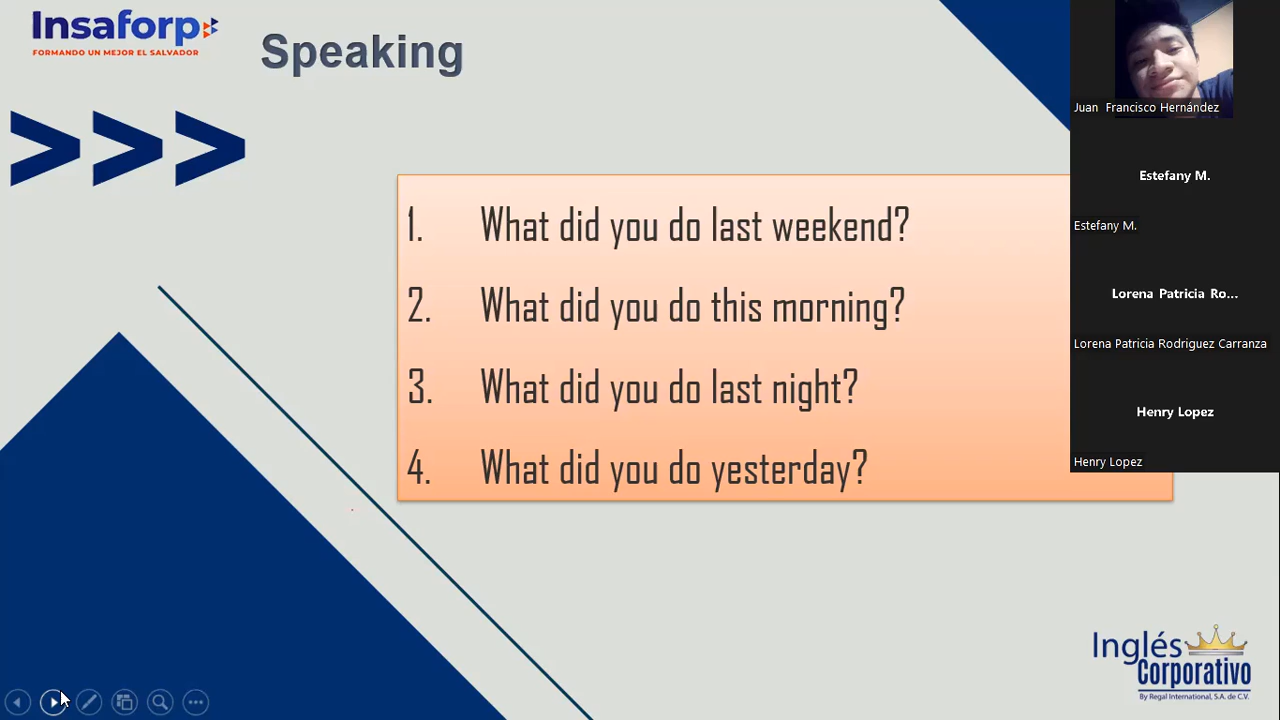 Insaforp
FORMANDO UN MEJOR EL SALVADOR
Speaking
>>>
1. What did you do last weekend?
2. What did you do this morning?
3. What did you do last night?
4. What did you do yesterday?
Juan Francisco Hernández
Estefany M.
Estefany M.
Lorena Patricia Ro...
Lorena Patricia Rodriguez Carranza
Henry Lopez
Henry Lopez
Inglés
Corporativo
By Regal International, S.A. de C.V.